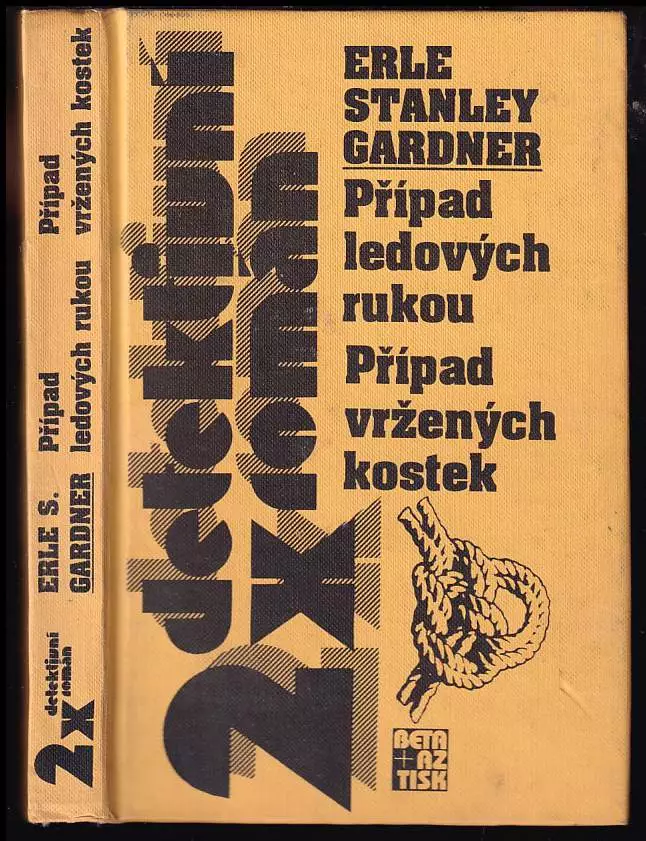 ERLE
STANLEY
GARDNER
Případ
ledových
rukou
Případ
vržených
kostek
2x detektivní
román
BETA
+AZ
TISK
2x detektivní
román
ERLE S.
GARDNER
Případ
ledových rukou
Případ
vržených kostek